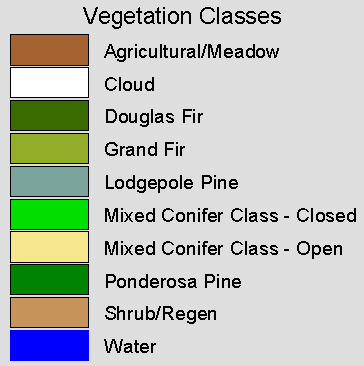 Vegetation Classes
Agricultural/Meadow
Cloud
Douglas Fir
Grand Fir
Lodgepole Pine
Mixed Conifer Class - Closed
Mixed Conifer Class - Open
Ponderosa Pine
Shrub/Regen
Water